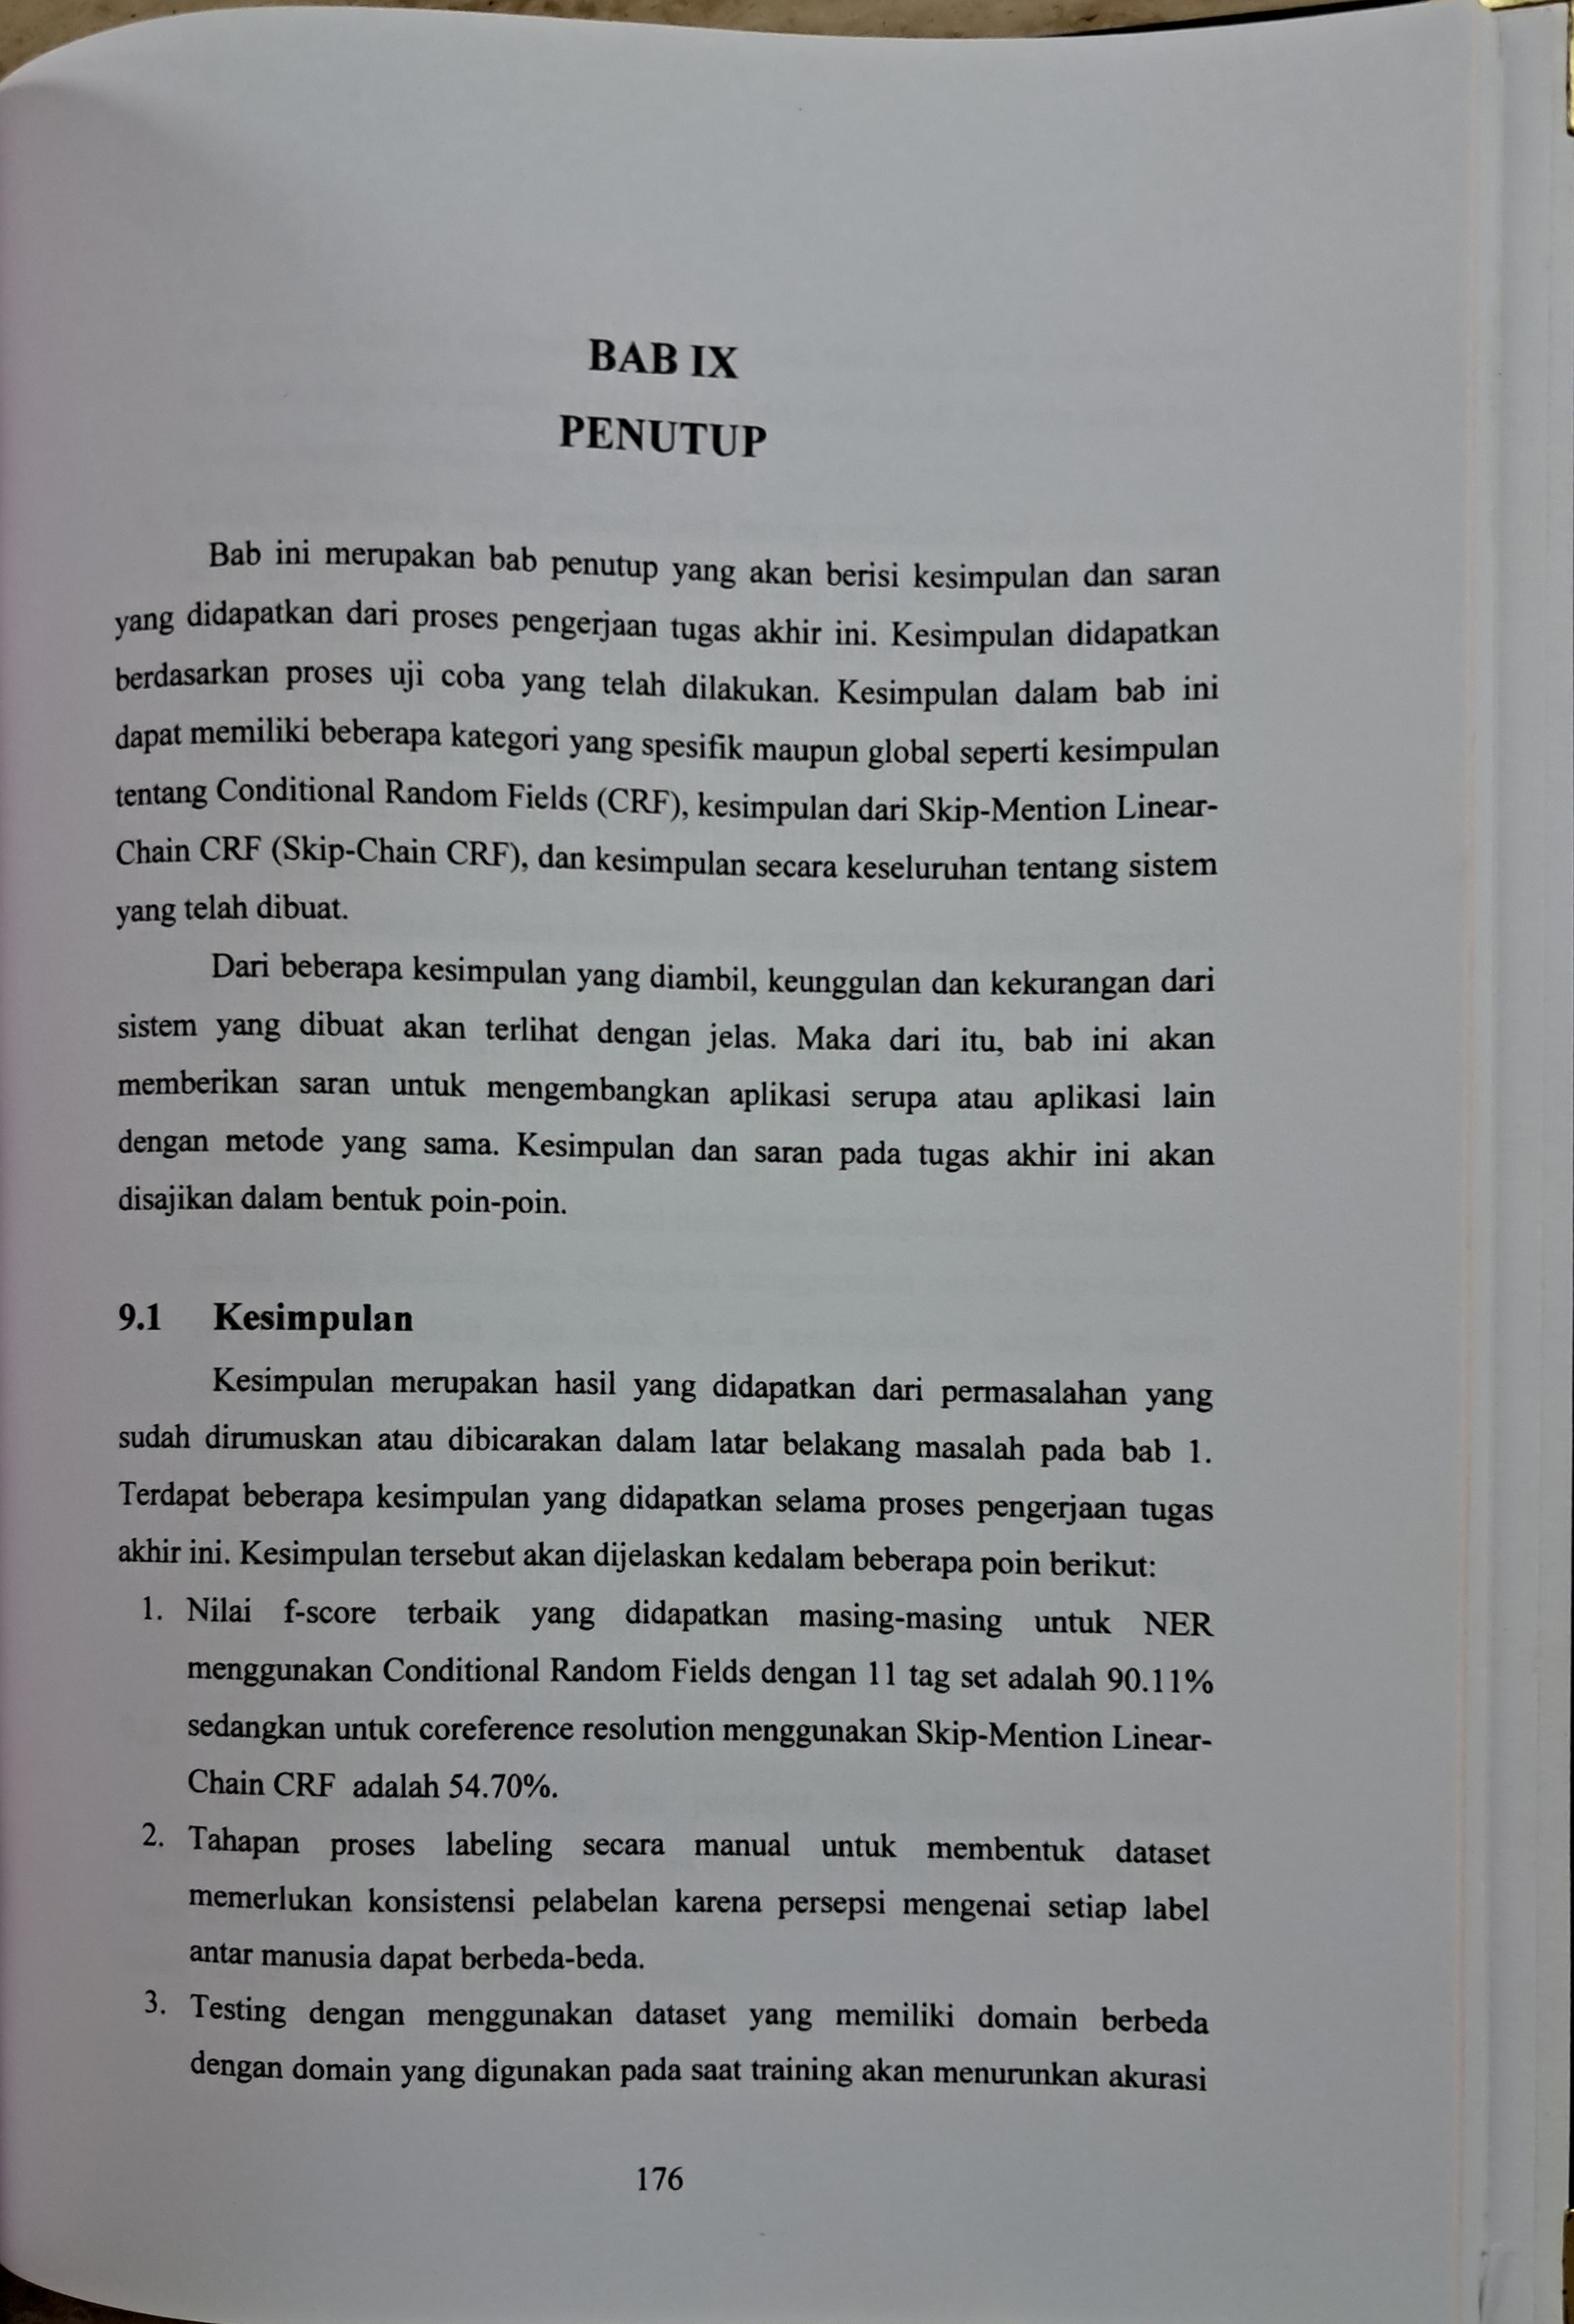 BAB IX
PENUTUP
Bab ini merupakan bab penutup yang akan berisi kesimpulan dan saran
yang didapatkan dari proses pengerjaan tugas akhir ini. Kesimpulan didapatkan
berdasarkan proses uji coba yang telah dilakukan. Kesimpulan dalam bab ini
dapat memiliki beberapa kategori yang spesifik maupun global seperti kesimpulan
tentang Conditional Random Fields (CRF), kesimpulan dari Skip-Mention Linear-
Chain CRF (Skip-Chain CRF), dan kesimpulan secara keseluruhan tentang sistem
yang telah dibuat.
Dari beberapa kesimpulan yang diambil, keunggulan dan kekurangan dari
sistem yang dibuat akan terlihat dengan jelas. Maka dari itu, bab ini akan
memberikan saran untuk mengembangkan aplikasi serupa atau aplikasi lain
dengan metode yang sama. Kesimpulan dan saran pada tugas akhir ini akan
disajikan dalam bentuk poin-poin.
9.1 Kesimpulan
Kesimpulan merupakan hasil yang didapatkan dari permasalahan yang
sudah dirumuskan atau dibicarakan dalam latar belakang masalah pada bab 1.
Terdapat beberapa kesimpulan yang didapatkan selama proses pengerjaan tugas
akhir ini. Kesimpulan tersebut akan dijelaskan kedalam beberapa poin berikut:
1. Nilai f-score terbaik yang didapatkan masing-masing untuk NER
menggunakan Conditional Random Fields dengan 11 tag set adalah 90.11%
sedangkan untuk coreference resolution menggunakan Skip-Mention Linear-
Chain CRF adalah 54.70%.
2. Tahapan proses labeling secara manual untuk membentuk dataset
memerlukan konsistensi pelabelan karena persepsi mengenai setiap label
antar manusia dapat berbeda-beda.
3. Testing dengan menggunakan dataset yang memiliki domain berbeda
dengan domain yang digunakan pada saat training akan menurunkan akurasi
176